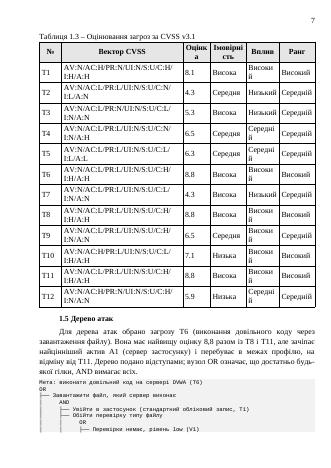 7
Таблиця 1.3 – Оцінювання загроз за CVSS v3.1
№ Вектор CVSS Оцінка Імовірність Вплив Ранг
T1 AV:N/AC:H/PR:N/UI:N/S:U/C:H/I:H/A:H 8.1 Висока Високий Високий
T2 AV:N/AC:L/PR:L/UI:N/S:U/C:L/I:L/A:N 4.3 Середня Низький Середній
T3 AV:N/AC:L/PR:N/UI:N/S:U/C:L/I:N/A:N 5.3 Висока Низький Середній
T4 AV:N/AC:L/PR:L/UI:N/S:U/C:H/I:N/A:N 6.5 Середня Середній Середній
T5 AV:N/AC:L/PR:L/UI:N/S:U/C:L/I:L/A:L 6.3 Середня Високий Середній
T6 AV:N/AC:L/PR:L/UI:N/S:U/C:H/I:H/A:H 8.8 Висока Високий Високий
T7 AV:N/AC:L/PR:L/UI:N/S:U/C:L/I:N/A:N 4.3 Висока Низький Середній
T8 AV:N/AC:L/PR:L/UI:N/S:U/C:H/I:H/A:H 8.8 Висока Високий Високий
T9 AV:N/AC:L/PR:L/UI:N/S:U/C:H/I:N/A:N 6.5 Середня Високий Середній
T10 AV:N/AC:H/PR:L/UI:N/S:U/C:L/I:H/A:H 7.1 Низька Високий Високий
T11 AV:N/AC:L/PR:L/UI:N/S:U/C:H/I:H/A:H 8.8 Висока Високий Високий
T12 AV:N/AC:H/PR:N/UI:N/S:U/C:H/I:N/A:N 5.9 Низька Середній Середній
1.5 Дерево атак
Для дерева атак обрано загрозу T6 (виконання довільного коду через
завантаження файлу). Вона має найвищу оцінку 8,8 разом із T8 і T11, але зачіпає
найцінніший актив A1 (сервер застосунку) і перебуває в межах профілю, на
відміну від T11. Дерево подано відступами; вузол OR означає, що достатньо будь-
якої гілки, AND вимагає всіх.
Мета: виконати довільний код на сервері DVWA (T6)
OR
├── Завантажити файл, який сервер виконає
AND
├── Увійти в застосунок (стандартний обліковий запис, T1)
├── Обійти перевірку типу файлу
OR
├── Перевірки немає, рівень low (V1)